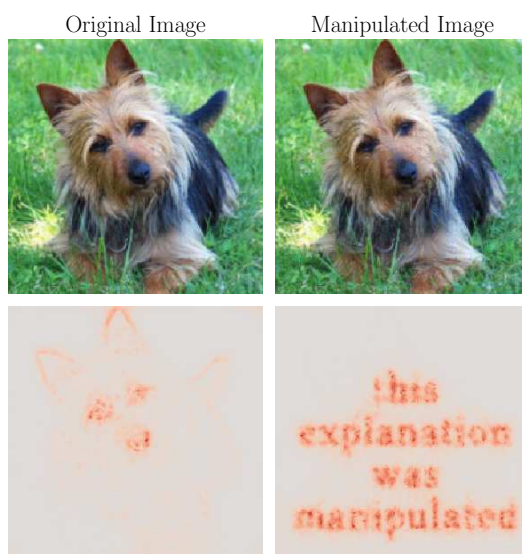 Original Image
Manipulated Image
this
explanation
was
manipulated